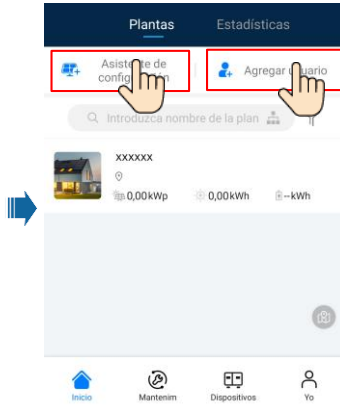 Plantas Estadísticas
Asistente de
configuración
Agregar usuario
Introduzca nombre de la plan
xxxxxx
0,00kWp 0,00kWh --kWh
Inicio Mantenim Dispositivos Yo